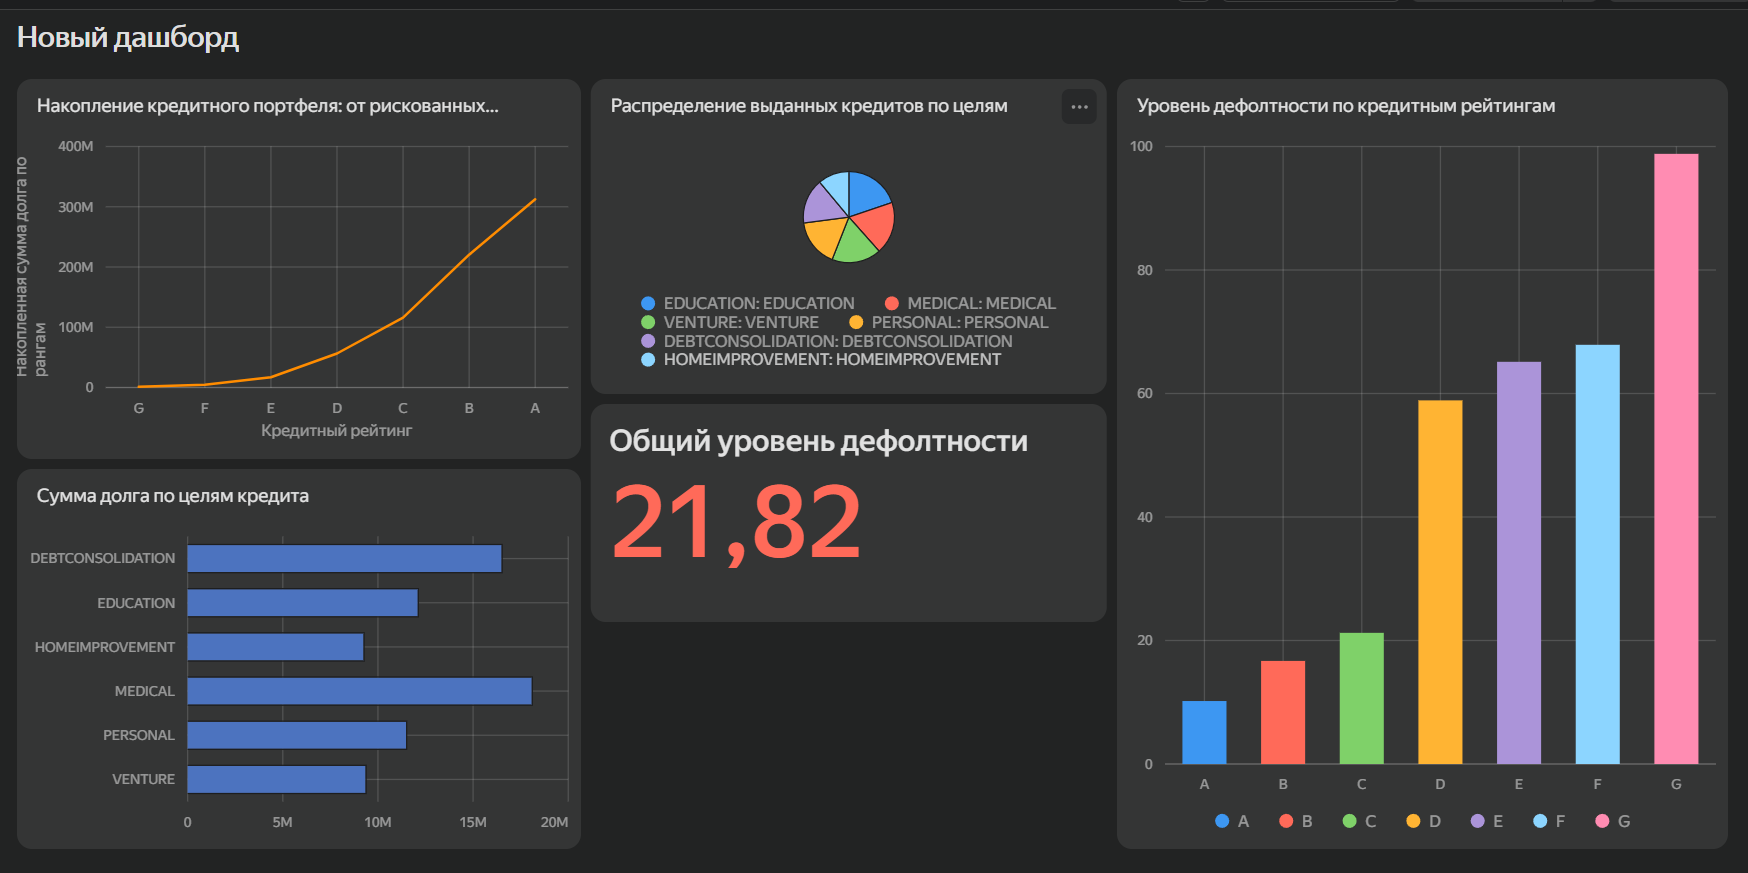 Новый дашборд
Накопление кредитного портфеля: от рискованных...
Накопленная сумма долга по
рангам
400M
300M
200M
100M
0
G F E D C B A
Кредитный рейтинг
Сумма долга по целям кредита
DEBTCONSOLIDATION
EDUCATION
HOMEIMPROVEMENT
MEDICAL
PERSONAL
VENTURE
0 5M 10M 15M 20M
Распределение выданных кредитов по целям
EDUCATION: EDUCATION MEDICAL: MEDICAL
VENTURE: VENTURE PERSONAL: PERSONAL
DEBTCONSOLIDATION: DEBTCONSOLIDATION
HOMEIMPROVEMENT: HOMEIMPROVEMENT
Общий уровень дефолтности
21,82
Уровень дефолтности по кредитным рейтингам
100
80
60
40
20
0
A B C D E F G
A B C D E F G